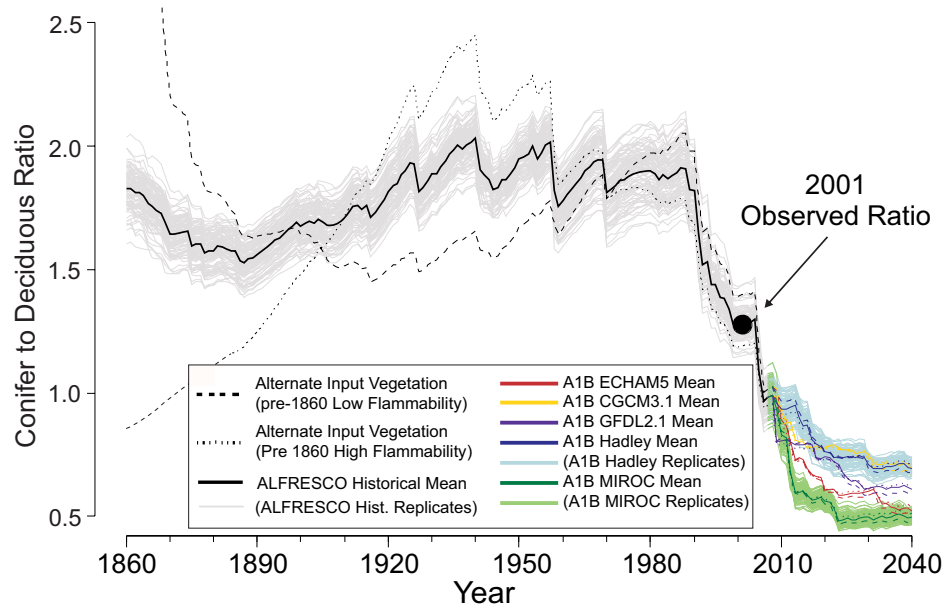 2.5
2.0
1.5
1.0
0.5
Conifer to Deciduous Ratio
2001
Observed Ratio
Alternate Input Vegetation
(pre-1860 Low Flammability)
Alternate Input Vegetation
(Pre 1860 High Flammability)
ALFRESCO Historical Mean
(ALFRESCO Hist. Replicates)
A1B ECHAM5 Mean
A1B CGCM3.1 Mean
A1B GFDL2.1 Mean
A1B Hadley Mean
(A1B Hadley Replicates)
A1B MIROC Mean
(A1B MIROC Replicates)
1860 1890 1920 1950 1980 2010 2040
Year